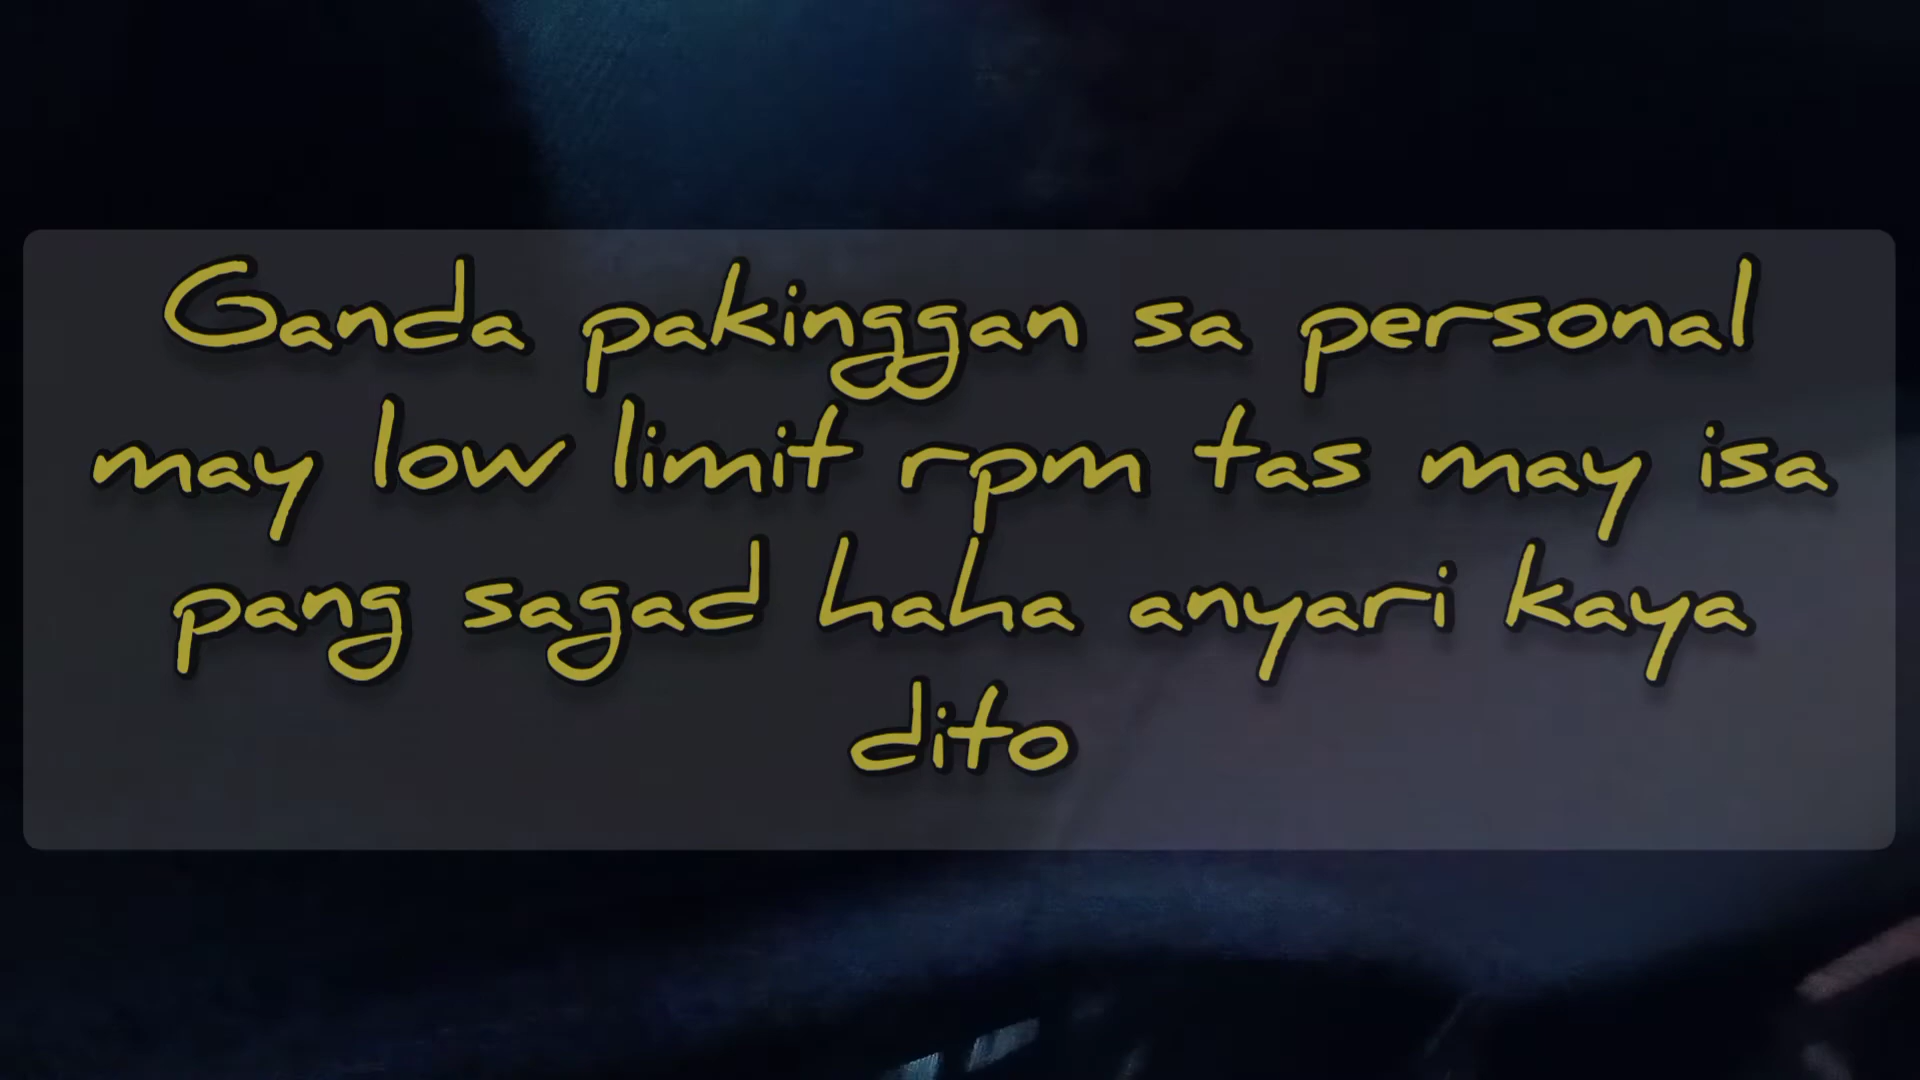 Ganda pakinggan sa personal
may low limit rpm tas may isa
pang sagad haha anyari kaya
dito